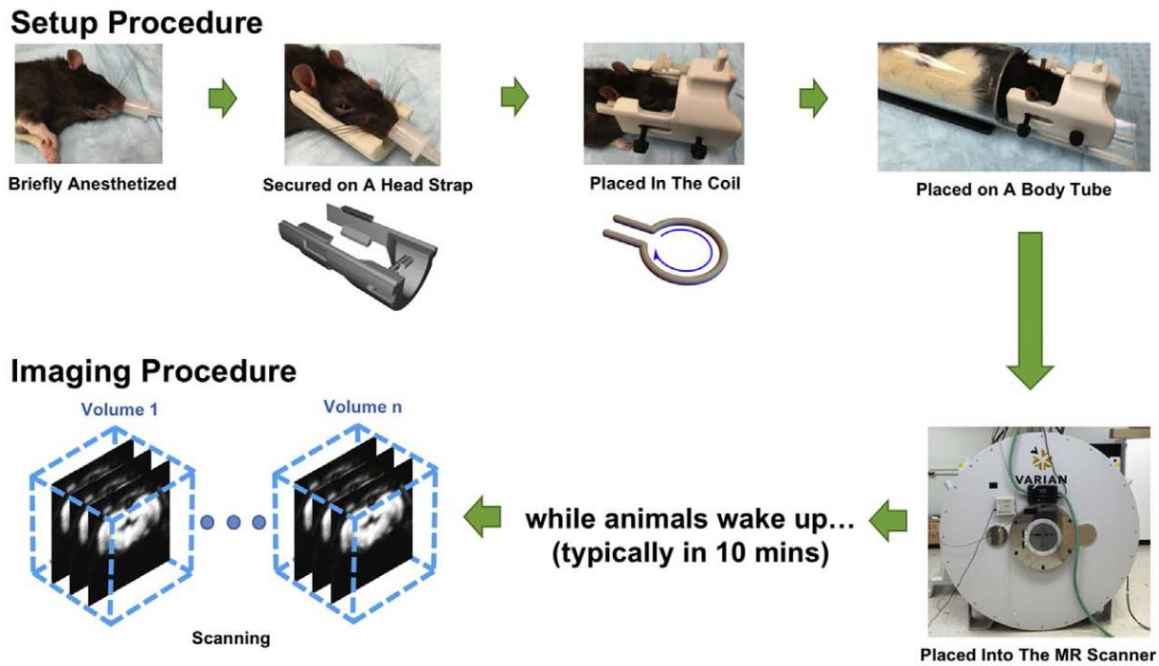 Setup Procedure
Briefly Anesthetized
Secured on A Head Strap
Placed In The Coil
Placed on A Body Tube
Imaging Procedure
Volume 1
Volume n
VARIAN
while animals wake up...
(typically in 10 mins)
Scanning
Placed Into The MR Scanner